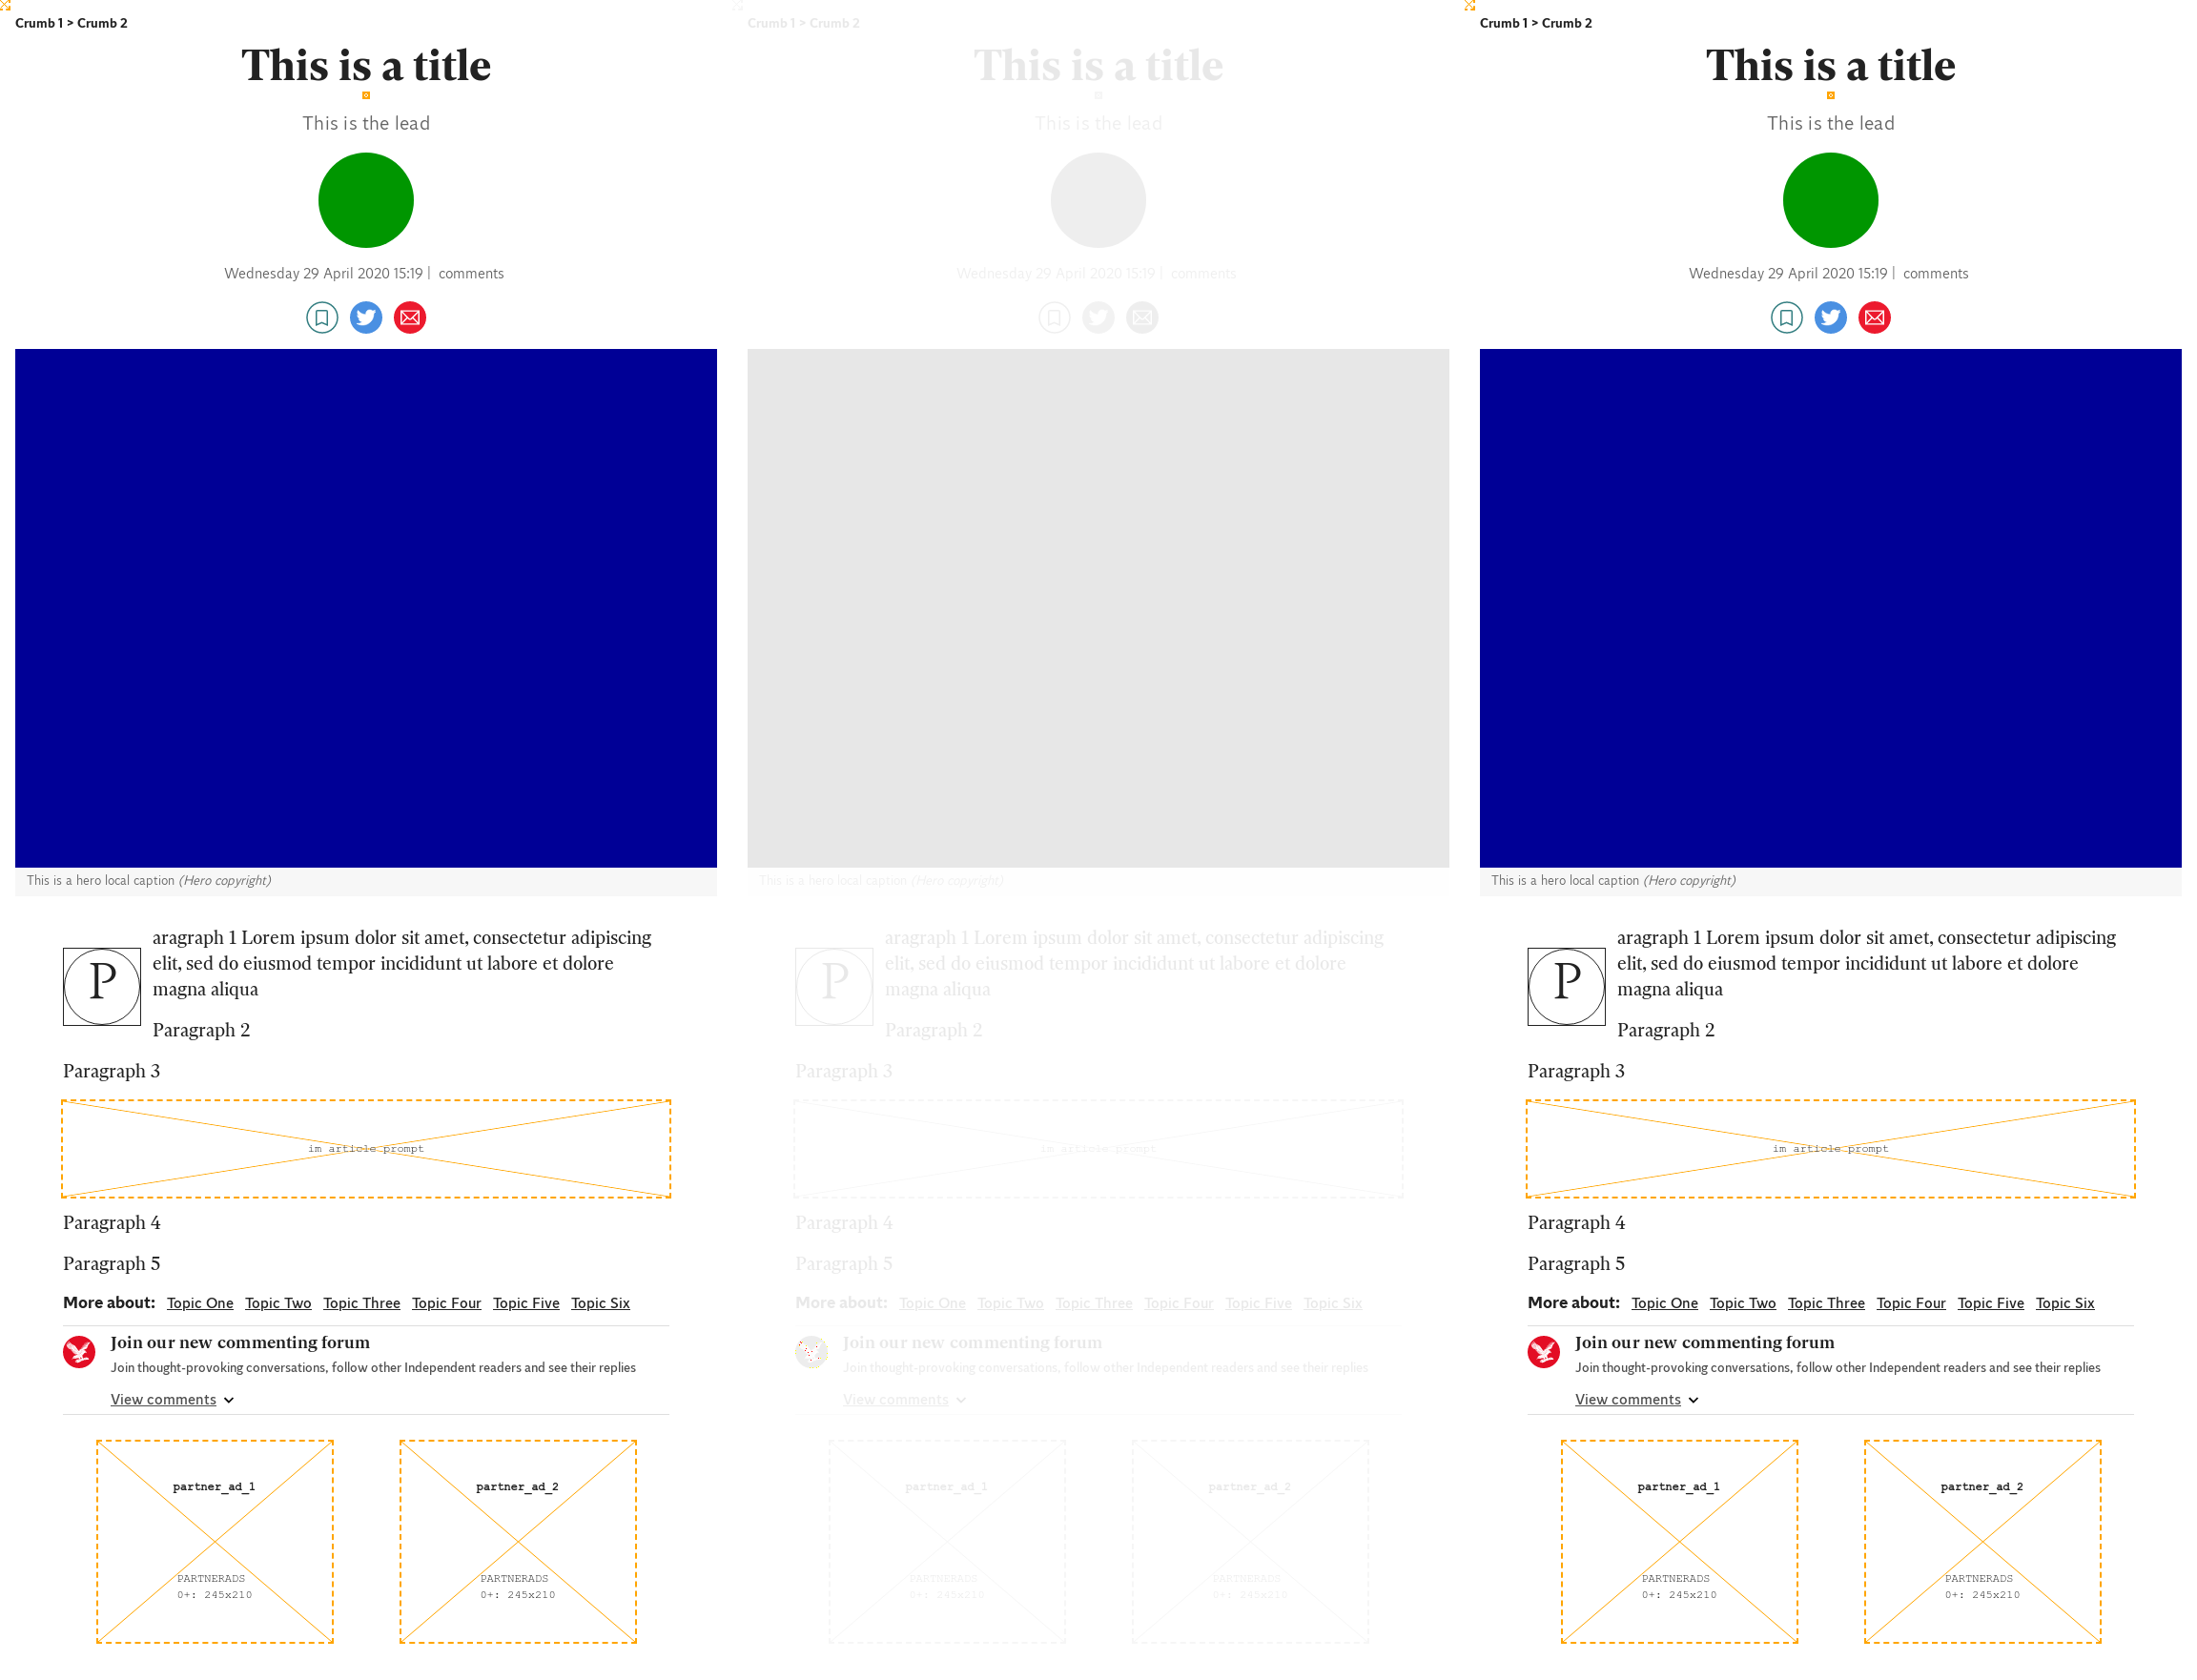 Crumb 1 > Crumb 2
This is a title
This is the lead
Wednesday 29 April 2020 15:19 | comments
This is a hero local caption (Hero copyright)
P
aragraph 1 Lorem ipsum dolor sit amet, consectetur adipiscing
elit, sed do eiusmod tempor incididunt ut labore et dolore
magna aliqua
Paragraph 2
Paragraph 3
im article prompt
Paragraph 4
Paragraph 5
More about: Topic One Topic Two Topic Three Topic Four Topic Five Topic Six
Join our new commenting forum
Join thought-provoking conversations, follow other Independent readers and see their replies
View comments
partner_ad_1
PARTNERADS
0+: 245x210
partner_ad_2
PARTNERADS
0+: 245x210
Crumb 1 > Crumb 2
This is a title
This is the lead
Wednesday 29 April 2020 15:19 | comments
This is a hero local caption (Hero copyright)
P
aragraph 1 Lorem ipsum dolor sit amet, consectetur adipiscing
elit, sed do eiusmod tempor incididunt ut labore et dolore
magna aliqua
Paragraph 2
Paragraph 3
im article prompt
Paragraph 4
Paragraph 5
More about: Topic One Topic Two Topic Three Topic Four Topic Five Topic Six
Join our new commenting forum
Join thought-provoking conversations, follow other Independent readers and see their replies
View comments
partner_ad_1
PARTNERADS
0+: 245x210
partner_ad_2
PARTNERADS
0+: 245x210
Crumb 1 > Crumb 2
This is a title
This is the lead
Wednesday 29 April 2020 15:19 | comments
This is a hero local caption (Hero copyright)
P
aragraph 1 Lorem ipsum dolor sit amet, consectetur adipiscing
elit, sed do eiusmod tempor incididunt ut labore et dolore
magna aliqua
Paragraph 2
Paragraph 3
im article prompt
Paragraph 4
Paragraph 5
More about: Topic One Topic Two Topic Three Topic Four Topic Five Topic Six
Join our new commenting forum
Join thought-provoking conversations, follow other Independent readers and see their replies
View comments
partner_ad_1
PARTNERADS
0+: 245x210
partner_ad_2
PARTNERADS
0+: 245x210